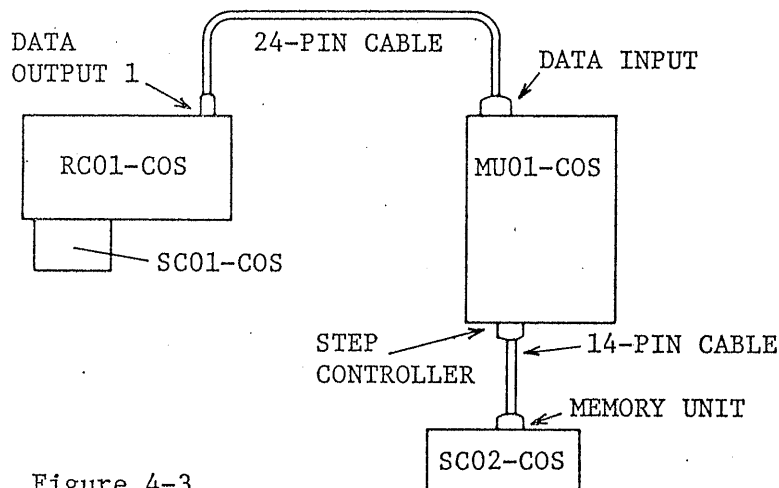 DATA
OUTPUT 1
24-PIN CABLE
DATA INPUT
RC01-COS
MU01-COS
SC01-COS
STEP
CONTROLLER
14-PIN CABLE
MEMORY UNIT
SC02-COS
Figure 4-3